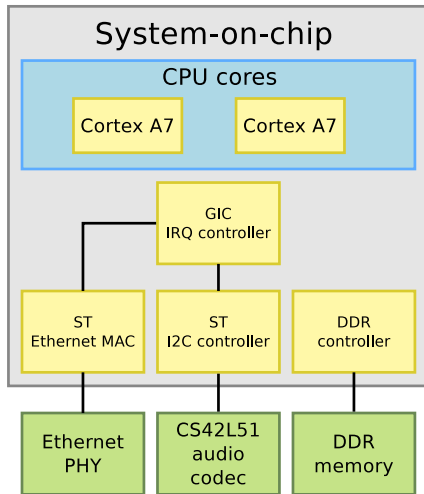 System-on-chip
CPU cores
Cortex A7
Cortex A7
GIC
IRQ controller
ST
Ethernet MAC
ST
I2C controller
DDR
controller
Ethernet
PHY
CS42L51
audio
codec
DDR
memory